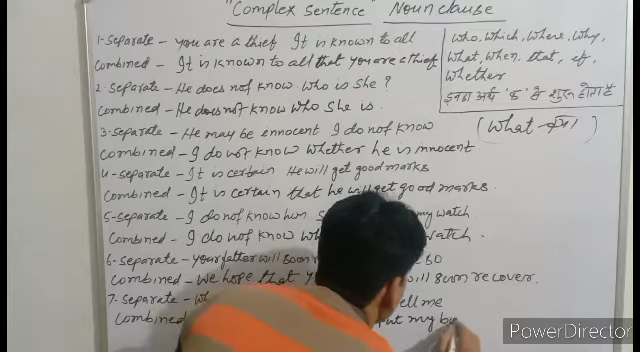 "Complex Sentence" Noun clause
1-Separate - You are a thief It is known to all
Combined - It is known to all that you are a thief
2-Separate - He does not know Who is She?
Combined - He does not know Who She is.
3-Separate - He may be ennocent I do not know
Combined - I do not know whether he is innocent
4-Separate - It is certain He will get good marks
Combined - It is certain that he will get good marks.
5-Separate - I do not know him my watch.
Combined - I do not know watch.
6-Separate - Your father will soon so
Combined - We hope that will soon recover.
7-Separate - tell me
Combined my
Who, Which, Where, Why,
What, When, that, if,
Whether
इनका अर्थ 'क' से शुरू होता है
(What - क्या)
PowerDirector